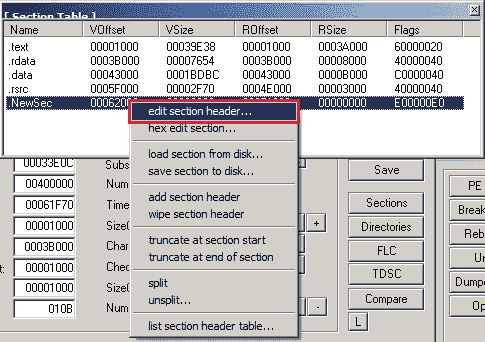 [ Section Table ]
Name VOffset VSize ROffset RSize Flags
.text 00001000 00039E38 00001000 0003A000 60000020
.rdata 0003B000 00007654 0003B000 00008000 40000040
.data 00043000 0001BDBC 00043000 0000B000 C0000040
.rsrc 0005F000 00002F70 0004E000 00003000 40000040
.NewSec 00062000 00000000 E00000E0
edit section header...
hex edit section...
load section from disk...
save section to disk...
add section header
wipe section header
truncate at section start
truncate at end of section
split
unsplit...
list section header table...
00033E0C Subs
00400000 Num
00061F70 Time
00001000 Size +
0003B000 Char
00001000 Chec
00001000 Size
010B Num -
Save
Sections
Directories
FLC
TDSC
Compare
L
PE
Break
Reb
Un
Dumpe
Op